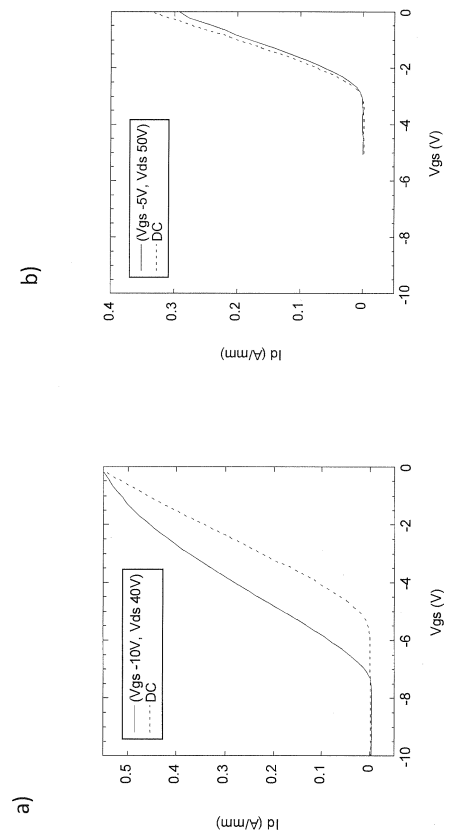 a)
(Vgs -10V, Vds 40V)
DC
Id (A/mm)
0.5
0.4
0.3
0.2
0.1
0
-10
-8
-6
-4
-2
0
Vgs (V)
b)
(Vgs -5V, Vds 50V)
DC
Id (A/mm)
0.4
0.3
0.2
0.1
0
-10
-8
-6
-4
-2
0
Vgs (V)